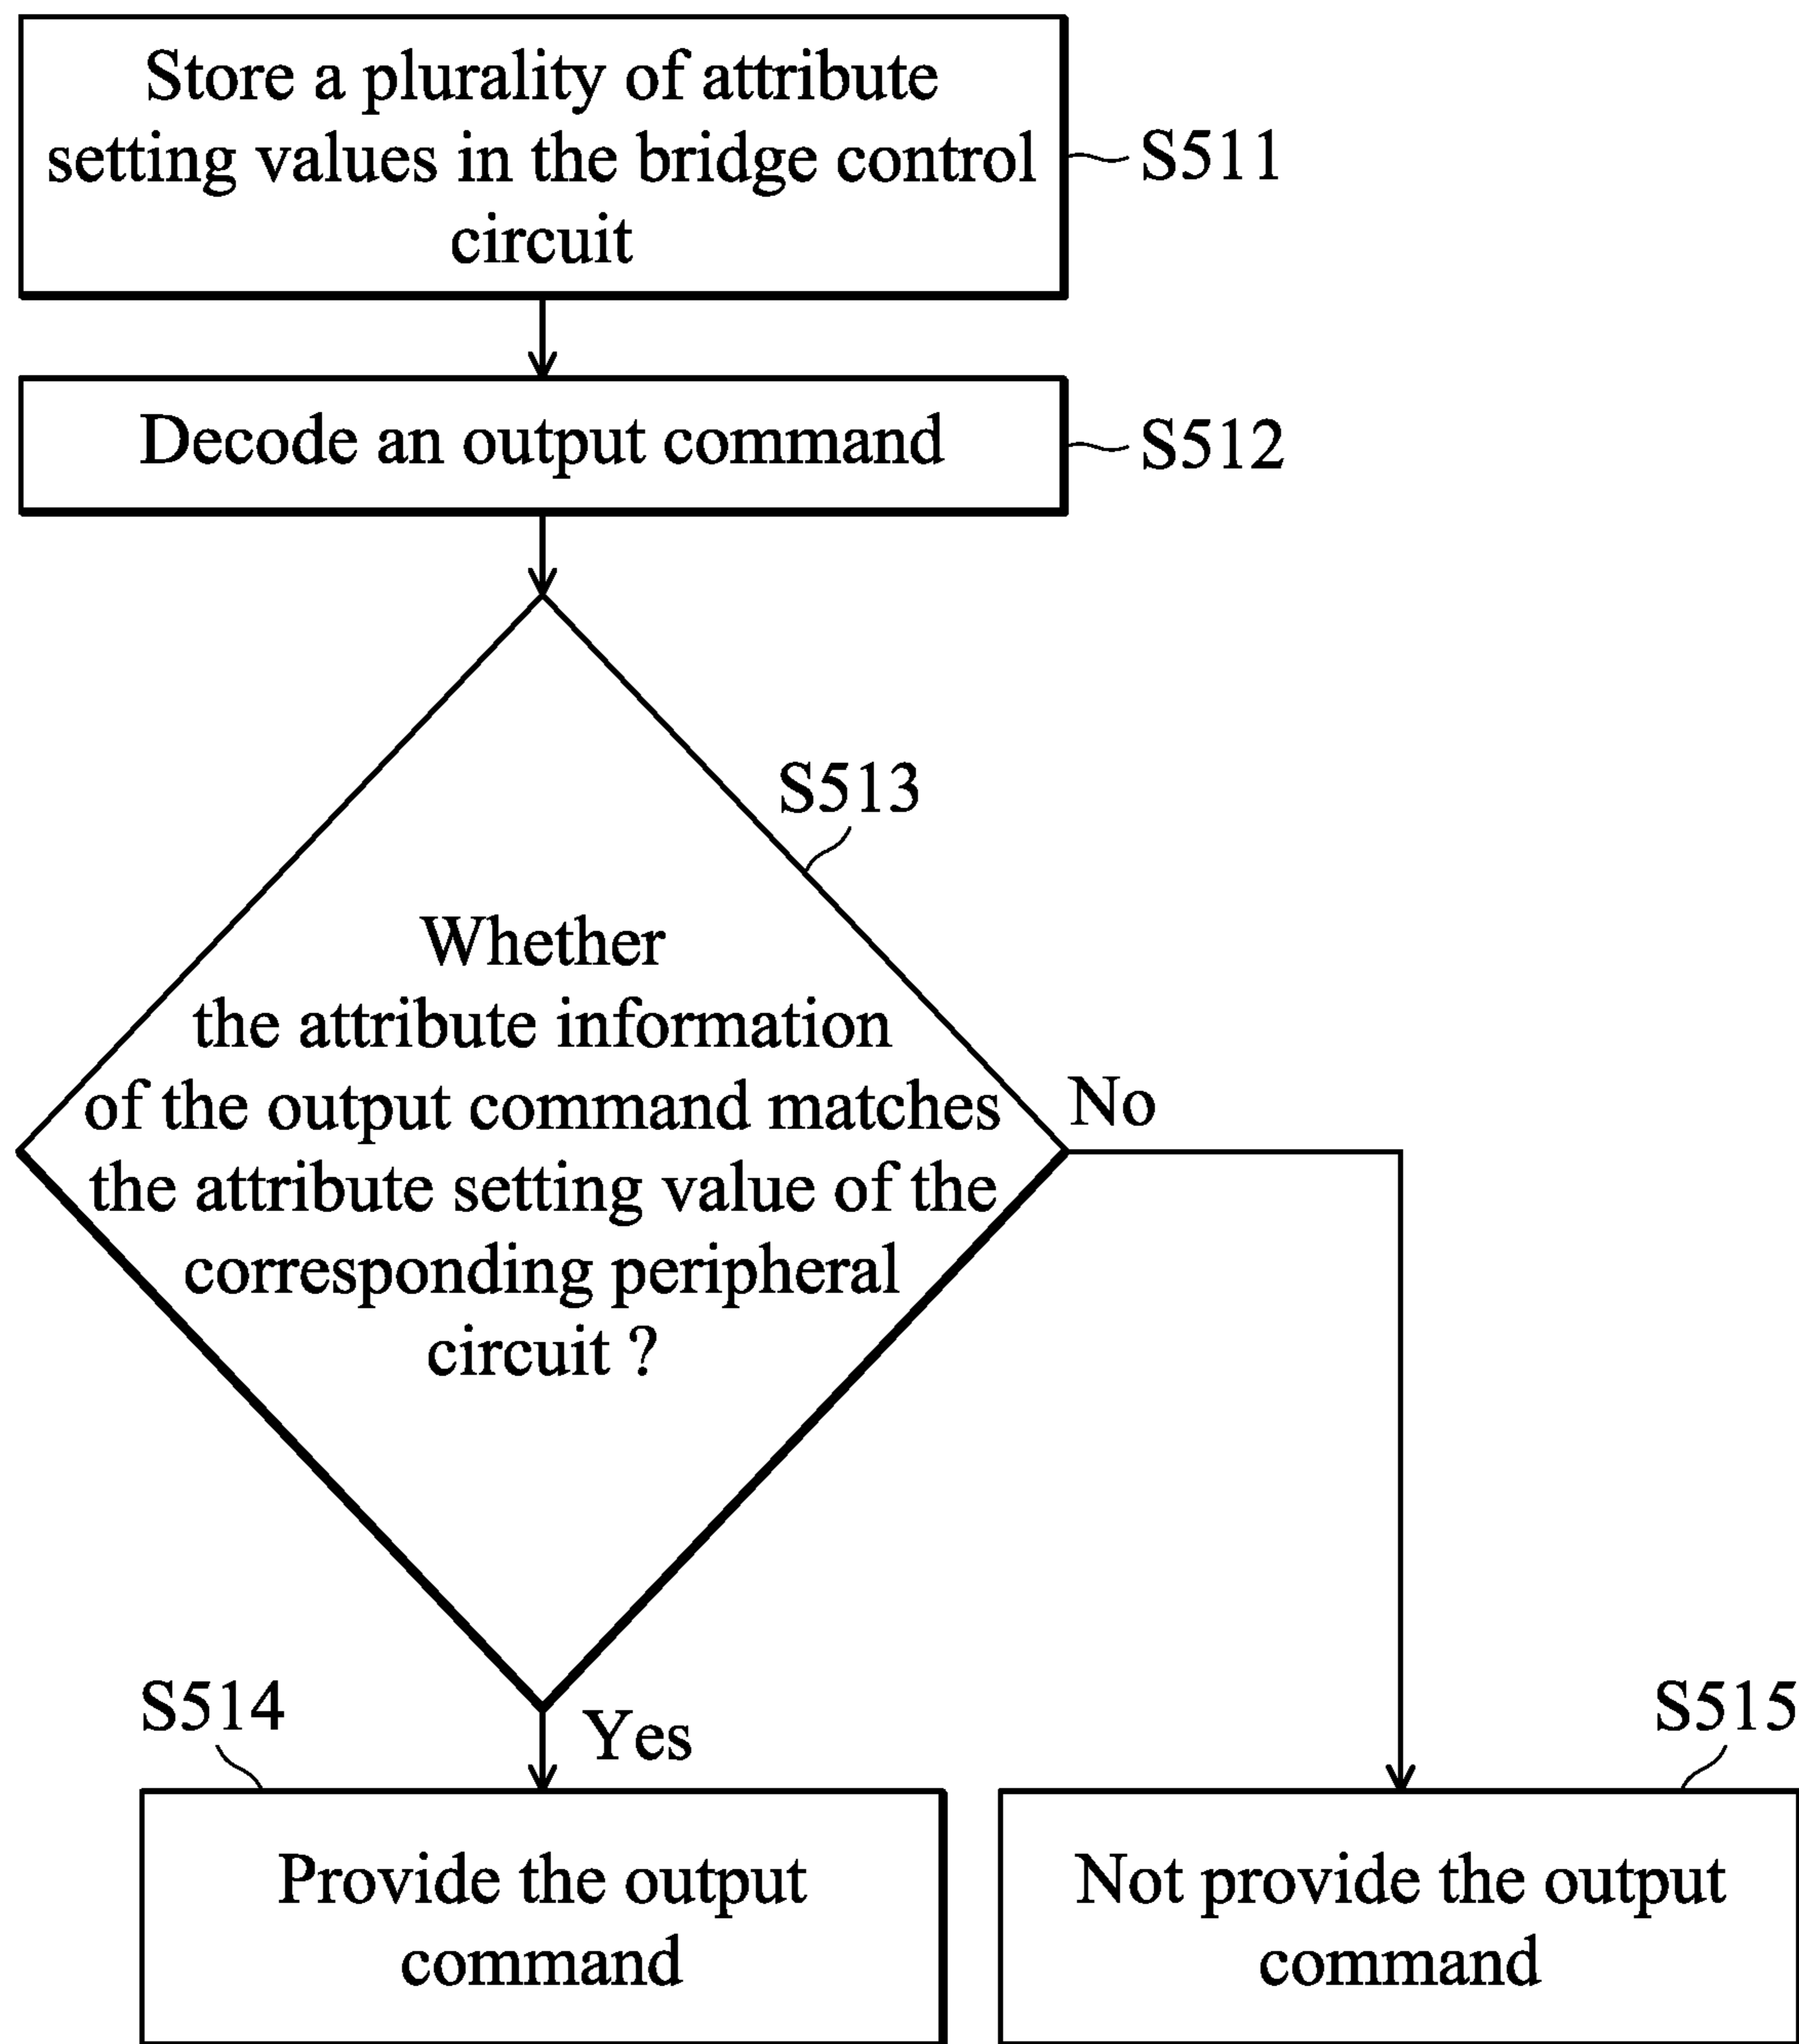 Store a plurality of attribute
setting values in the bridge control
circuit
S511
Decode an output command
S512
S513
Whether
the attribute information
of the output command matches
the attribute setting value of the
corresponding peripheral
circuit ?
No
Yes
S514
S515
Provide the output
command
Not provide the output
command